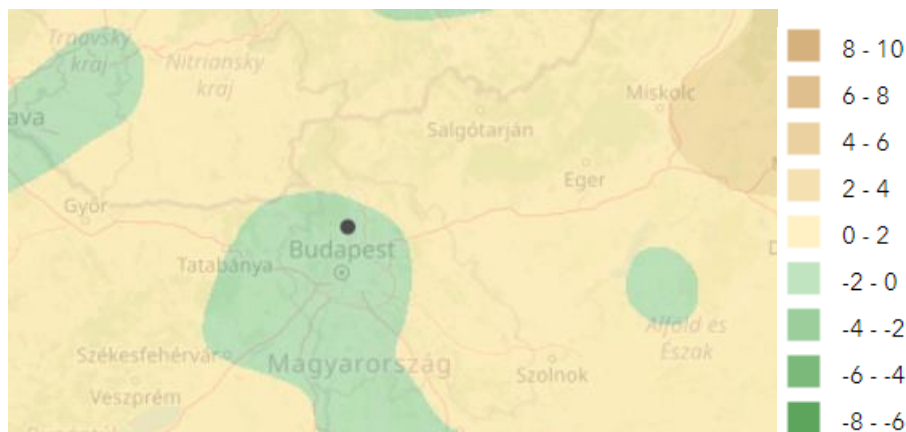 Trnavský
kraj
Nitriansky
kraj
ava
Miskolc
Salgótarján
Eger
Győr
Budapest
Tatabánya
Székesfehérvár
Magyarország
Veszprém
Szolnok
Alföld és
Észak
8 - 10
6 - 8
4 - 6
2 - 4
0 - 2
-2 - 0
-4 - -2
-6 - -4
-8 - -6